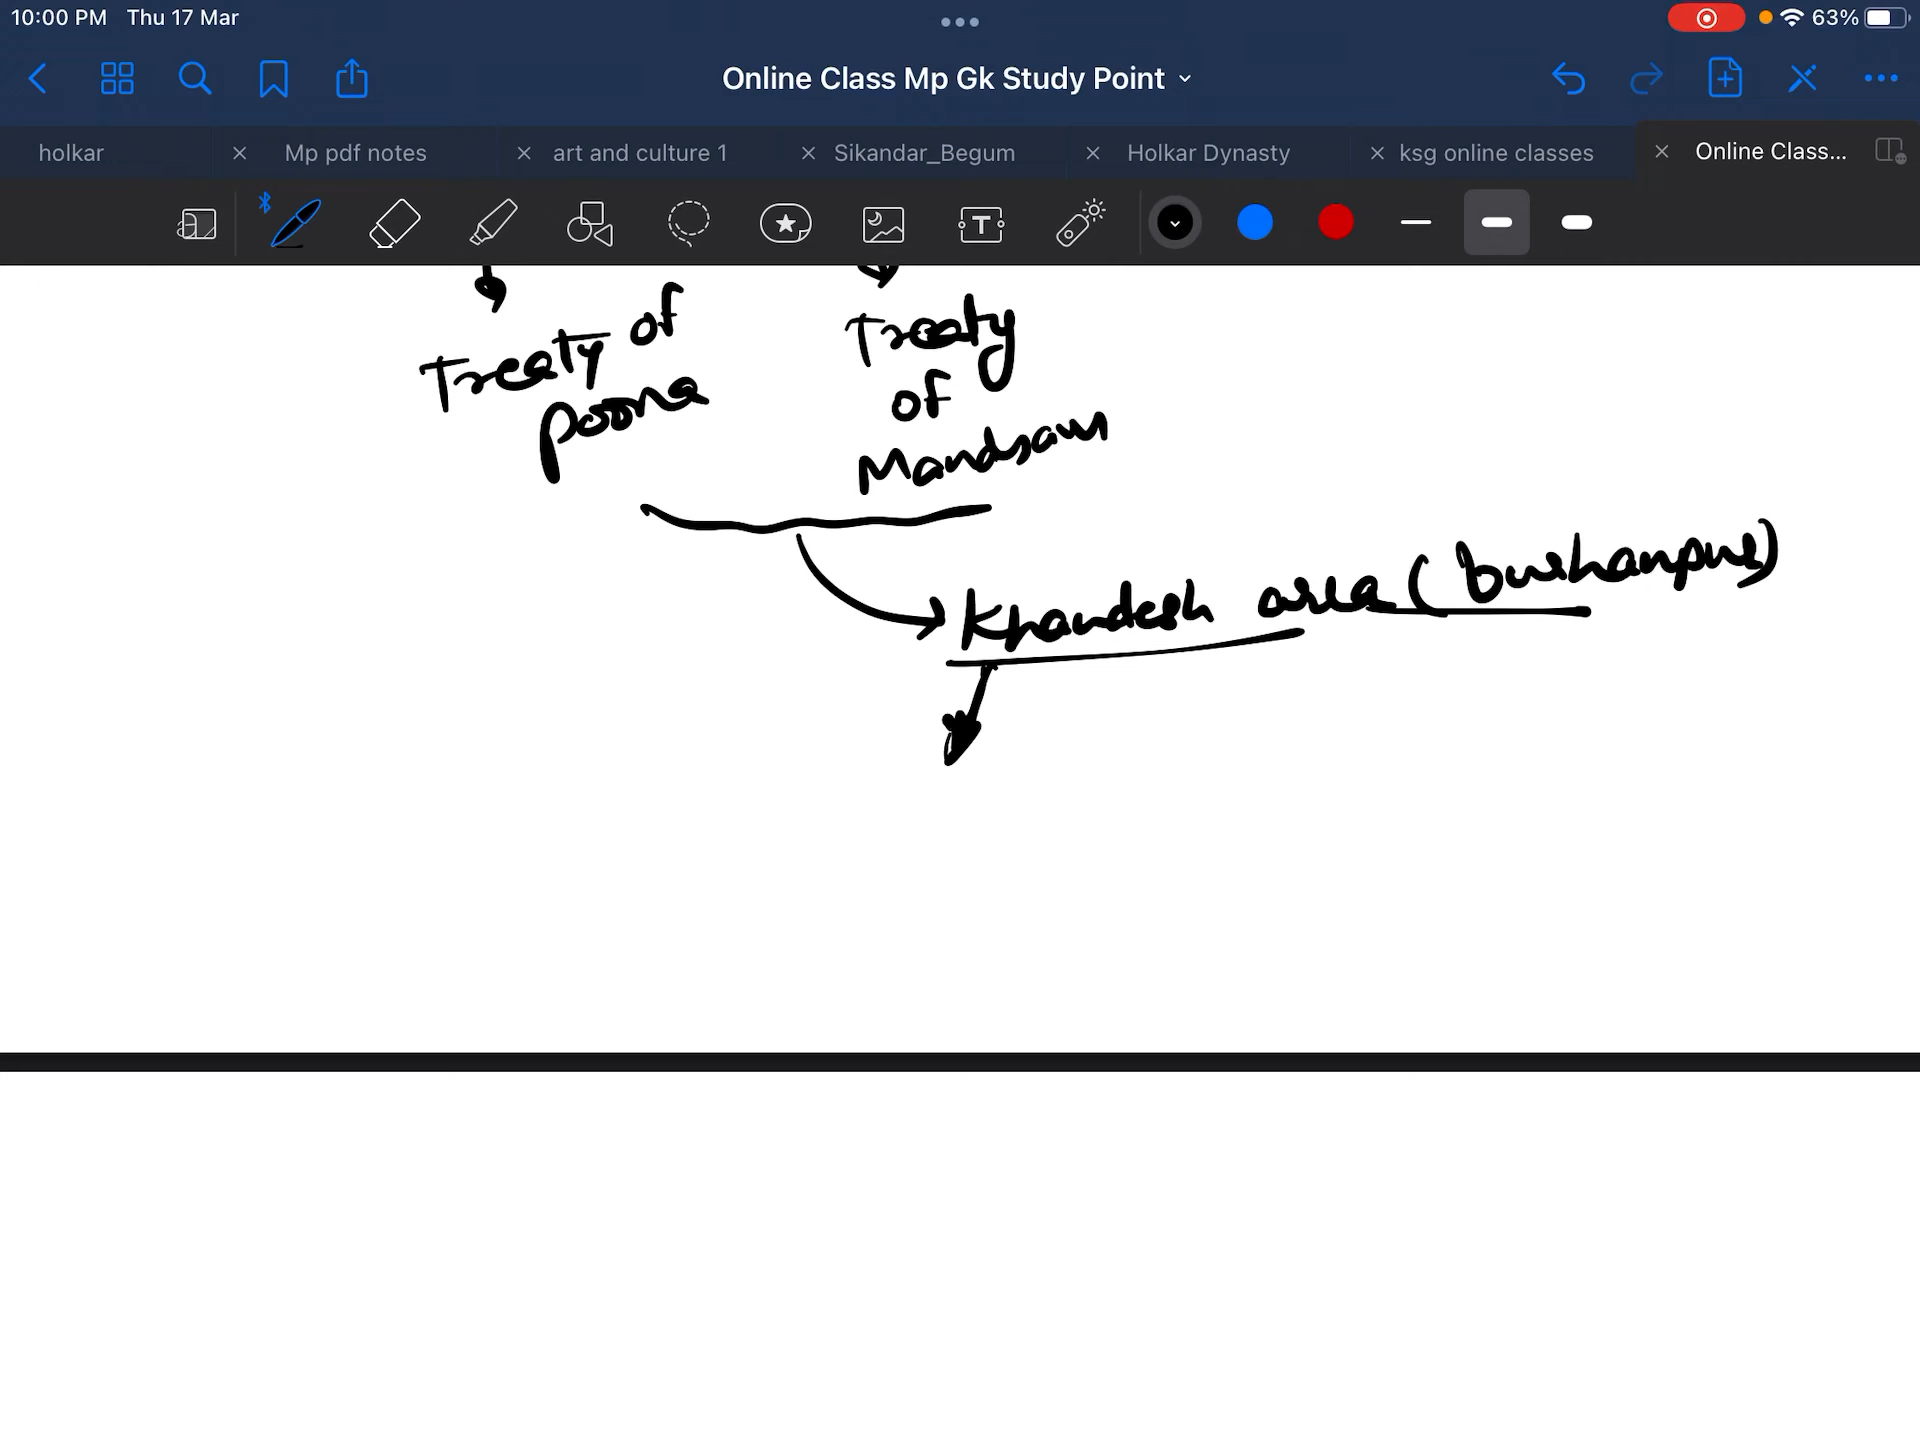 10:00 PM Thu 17 Mar
63%
Online Class Mp Gk Study Point
holkar
Mp pdf notes
art and culture 1
Sikandar_Begum
Holkar Dynasty
ksg online classes
Online Class...
T
Treaty of
poona
Treaty
of
Mandsaur
Khandesh area (burhanpur)